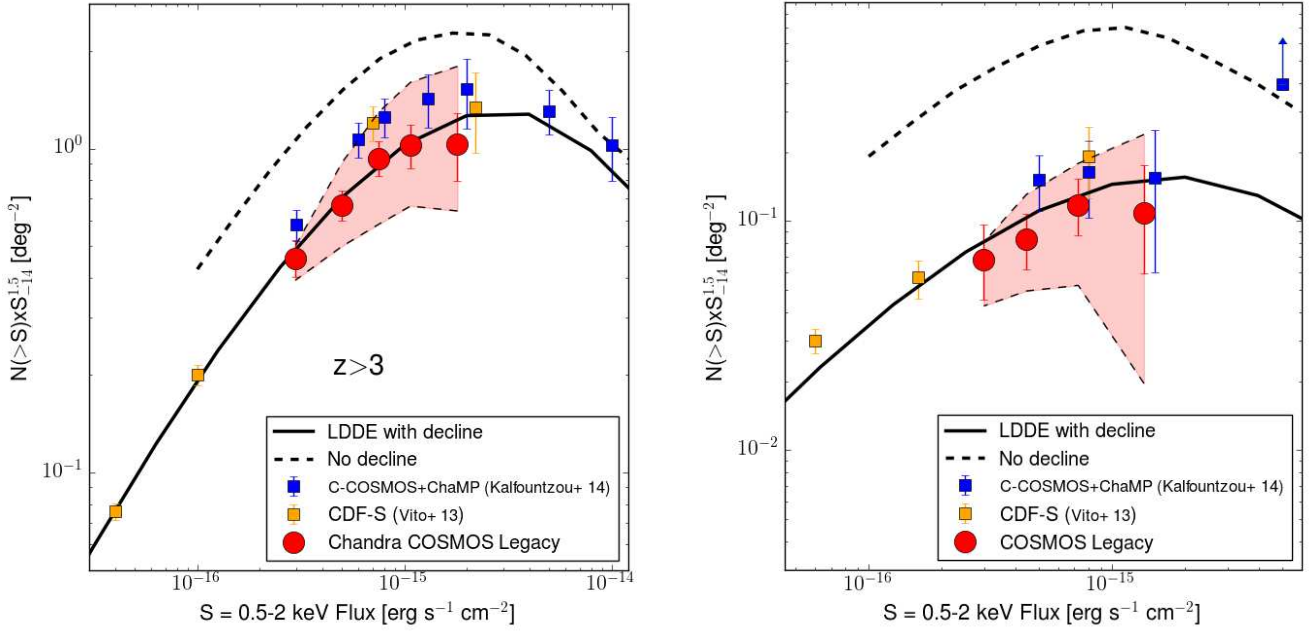 N(>S)xS^{1.5}_{-14} [deg^{-2}]
10^0
10^{-1}
z>3
LDDE with decline
No decline
C-COSMOS+ChaMP (Kalfountzou+ 14)
CDF-S (Vito+ 13)
Chandra COSMOS Legacy
10^{-16}
10^{-15}
10^{-14}
S = 0.5-2 keV Flux [erg s^{-1} cm^{-2}]
N(>S)xS^{1.5}_{-14} [deg^{-2}]
10^{-1}
10^{-2}
LDDE with decline
No decline
C-COSMOS+ChaMP (Kalfountzou+ 14)
CDF-S (Vito+ 13)
COSMOS Legacy
10^{-16}
10^{-15}
S = 0.5-2 keV Flux [erg s^{-1} cm^{-2}]